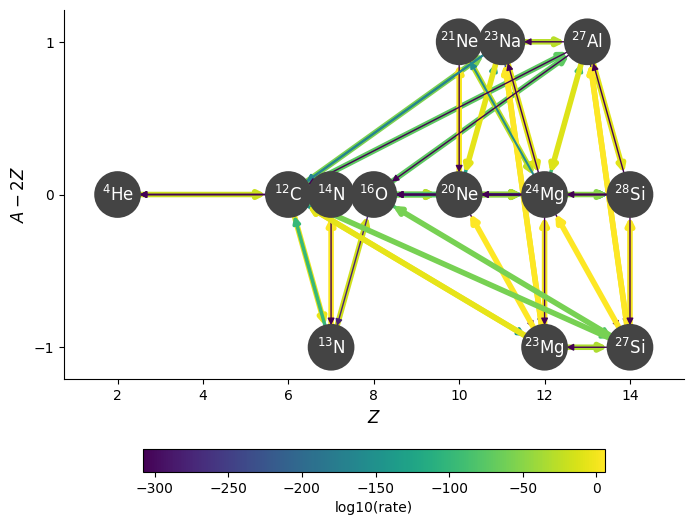 1
²¹Ne ²³Na ²⁷Al
A − 2Z
0
⁴He ¹²C ¹⁴N ¹⁶O ²⁰Ne ²⁴Mg ²⁸Si
−1
¹³N ²³Mg ²⁷Si
2 4 6 8 10 12 14
Z
−300 −250 −200 −150 −100 −50 0
log10(rate)